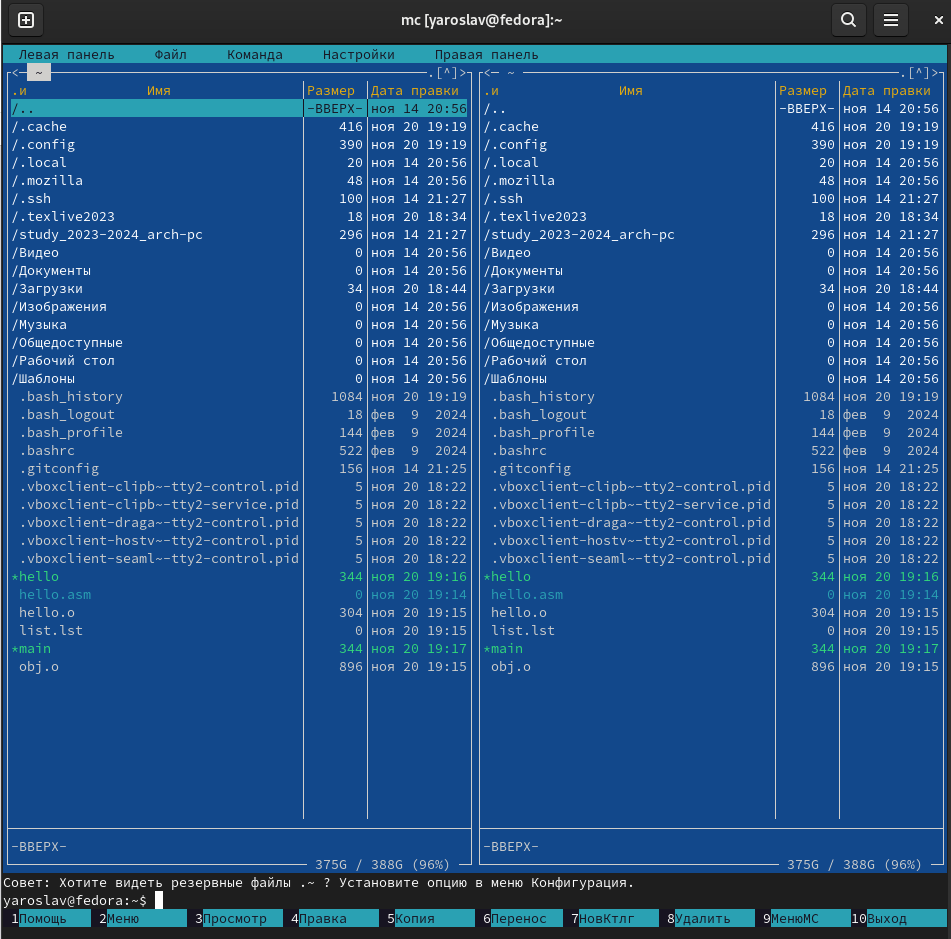 mc [yaroslav@fedora]:~
Левая панель Файл Команда Настройки Правая панель
<─ ~ ─.[^]>
.и Имя Размер Дата правки
/.. -ВВЕРХ- ноя 14 20:56
/.cache 416 ноя 20 19:19
/.config 390 ноя 20 19:19
/.local 20 ноя 14 20:56
/.mozilla 48 ноя 14 20:56
/.ssh 100 ноя 14 21:27
/.texlive2023 18 ноя 20 18:34
/study_2023-2024_arch-pc 296 ноя 14 21:27
/Видео 0 ноя 14 20:56
/Документы 0 ноя 14 20:56
/Загрузки 34 ноя 20 18:44
/Изображения 0 ноя 14 20:56
/Музыка 0 ноя 14 20:56
/Общедоступные 0 ноя 14 20:56
/Рабочий стол 0 ноя 14 20:56
/Шаблоны 0 ноя 14 20:56
.bash_history 1084 ноя 20 19:19
.bash_logout 18 фев 9 2024
.bash_profile 144 фев 9 2024
.bashrc 522 фев 9 2024
.gitconfig 156 ноя 14 21:25
.vboxclient-clipb~-tty2-control.pid 5 ноя 20 18:22
.vboxclient-clipb~-tty2-service.pid 5 ноя 20 18:22
.vboxclient-draga~-tty2-control.pid 5 ноя 20 18:22
.vboxclient-hostv~-tty2-control.pid 5 ноя 20 18:22
.vboxclient-seaml~-tty2-control.pid 5 ноя 20 18:22
*hello 344 ноя 20 19:16
hello.asm 0 ноя 20 19:14
hello.o 304 ноя 20 19:15
list.lst 0 ноя 20 19:15
*main 344 ноя 20 19:17
obj.o 896 ноя 20 19:15
-ВВЕРХ-
375G / 388G (96%)
<─ ~ ─.[^]>
.и Имя Размер Дата правки
/.. -ВВЕРХ- ноя 14 20:56
/.cache 416 ноя 20 19:19
/.config 390 ноя 20 19:19
/.local 20 ноя 14 20:56
/.mozilla 48 ноя 14 20:56
/.ssh 100 ноя 14 21:27
/.texlive2023 18 ноя 20 18:34
/study_2023-2024_arch-pc 296 ноя 14 21:27
/Видео 0 ноя 14 20:56
/Документы 0 ноя 14 20:56
/Загрузки 34 ноя 20 18:44
/Изображения 0 ноя 14 20:56
/Музыка 0 ноя 14 20:56
/Общедоступные 0 ноя 14 20:56
/Рабочий стол 0 ноя 14 20:56
/Шаблоны 0 ноя 14 20:56
.bash_history 1084 ноя 20 19:19
.bash_logout 18 фев 9 2024
.bash_profile 144 фев 9 2024
.bashrc 522 фев 9 2024
.gitconfig 156 ноя 14 21:25
.vboxclient-clipb~-tty2-control.pid 5 ноя 20 18:22
.vboxclient-clipb~-tty2-service.pid 5 ноя 20 18:22
.vboxclient-draga~-tty2-control.pid 5 ноя 20 18:22
.vboxclient-hostv~-tty2-control.pid 5 ноя 20 18:22
.vboxclient-seaml~-tty2-control.pid 5 ноя 20 18:22
*hello 344 ноя 20 19:16
hello.asm 0 ноя 20 19:14
hello.o 304 ноя 20 19:15
list.lst 0 ноя 20 19:15
*main 344 ноя 20 19:17
obj.o 896 ноя 20 19:15
-ВВЕРХ-
375G / 388G (96%)
Совет: Хотите видеть резервные файлы .~ ? Установите опцию в меню Конфигурация.
yaroslav@fedora:~$
1Помощь 2Меню 3Просмотр 4Правка 5Копия 6Перенос 7НовКтлг 8Удалить 9МенюMC 10Выход